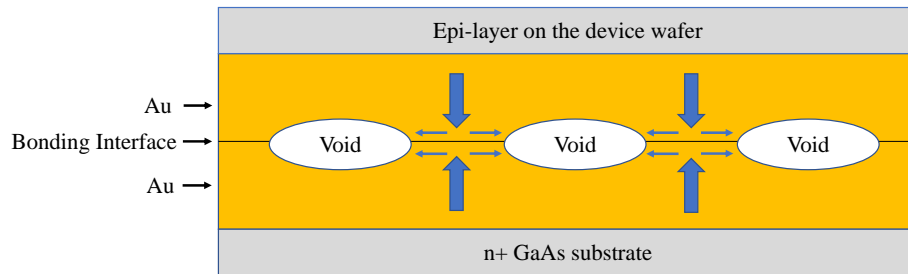 Epi-layer on the device wafer
Au
Bonding Interface
Void Void Void
Au
n+ GaAs substrate